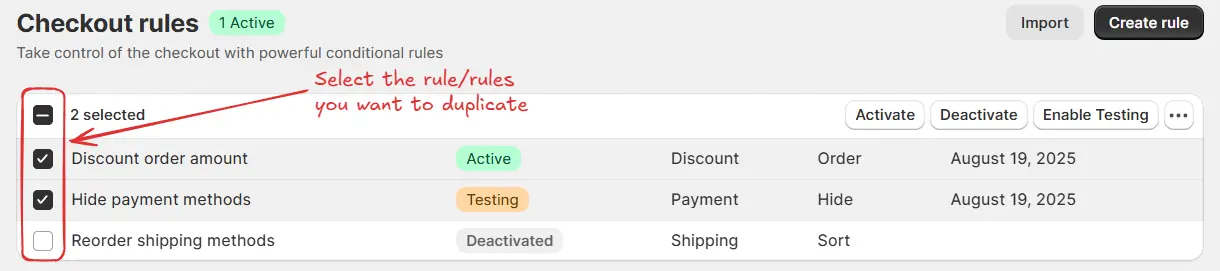 Checkout rules 1 Active Import Create rule
Take control of the checkout with powerful conditional rules
Select the rule/rules
you want to duplicate
2 selected Activate Deactivate Enable Testing ...
Discount order amount Active Discount Order August 19, 2025
Hide payment methods Testing Payment Hide August 19, 2025
Reorder shipping methods Deactivated Shipping Sort